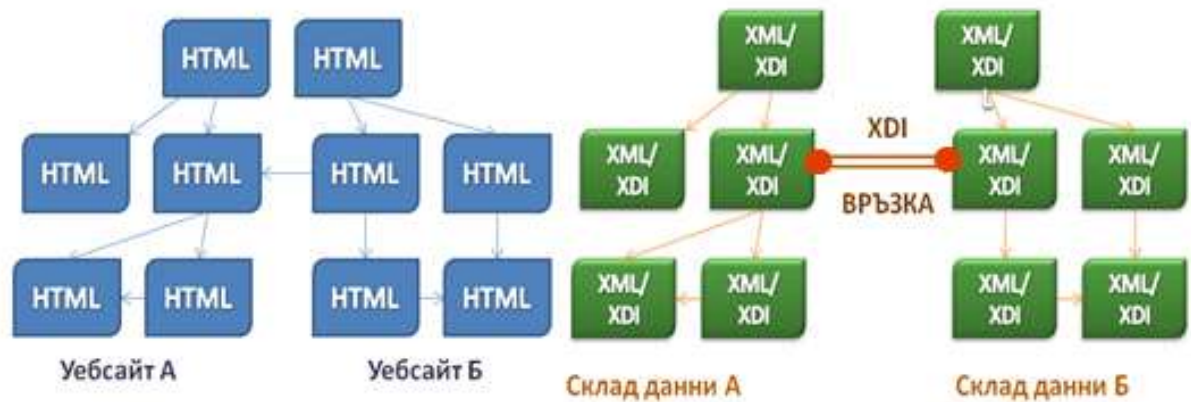 HTML
HTML
XML/
XDI
XML/
XDI
HTML
HTML
HTML
HTML
XML/
XDI
XML/
XDI
XDI
ВРЪЗКА
XML/
XDI
XML/
XDI
HTML
HTML
HTML
HTML
XML/
XDI
XML/
XDI
XML/
XDI
XML/
XDI
Уебсайт А
Уебсайт Б
Склад данни А
Склад данни Б